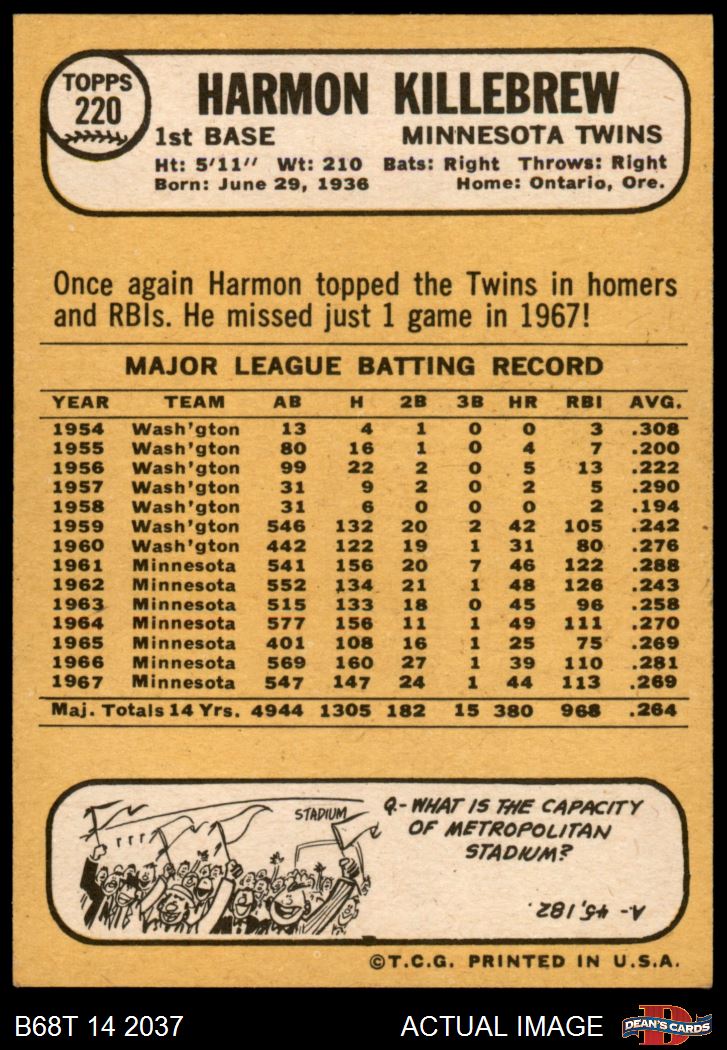 TOPPS
220
HARMON KILLEBREW
1st BASE MINNESOTA TWINS
Ht: 5'11" Wt: 210 Bats: Right Throws: Right
Born: June 29, 1936 Home: Ontario, Ore.
Once again Harmon topped the Twins in homers
and RBIs. He missed just 1 game in 1967!
MAJOR LEAGUE BATTING RECORD
YEAR TEAM AB H 2B 3B HR RBI AVG.
1954 Wash'gton 13 4 1 0 0 3 .308
1955 Wash'gton 80 16 1 0 4 7 .200
1956 Wash'gton 99 22 2 0 5 13 .222
1957 Wash'gton 31 9 2 0 2 5 .290
1958 Wash'gton 31 6 0 0 0 2 .194
1959 Wash'gton 546 132 20 2 42 105 .242
1960 Wash'gton 442 122 19 1 31 80 .276
1961 Minnesota 541 156 20 7 46 122 .288
1962 Minnesota 552 134 21 1 48 126 .243
1963 Minnesota 515 133 18 0 45 96 .258
1964 Minnesota 577 156 11 1 49 111 .270
1965 Minnesota 401 108 16 1 25 75 .269
1966 Minnesota 569 160 27 1 39 110 .281
1967 Minnesota 547 147 24 1 44 113 .269
Maj. Totals 14 Yrs. 4944 1305 182 15 380 968 .264
STADIUM
Q.- WHAT IS THE CAPACITY
OF METROPOLITAN
STADIUM?
A- 45,182.
©T.C.G. PRINTED IN U.S.A.
B68T 14 2037 ACTUAL IMAGE
DEAN'S CARDS